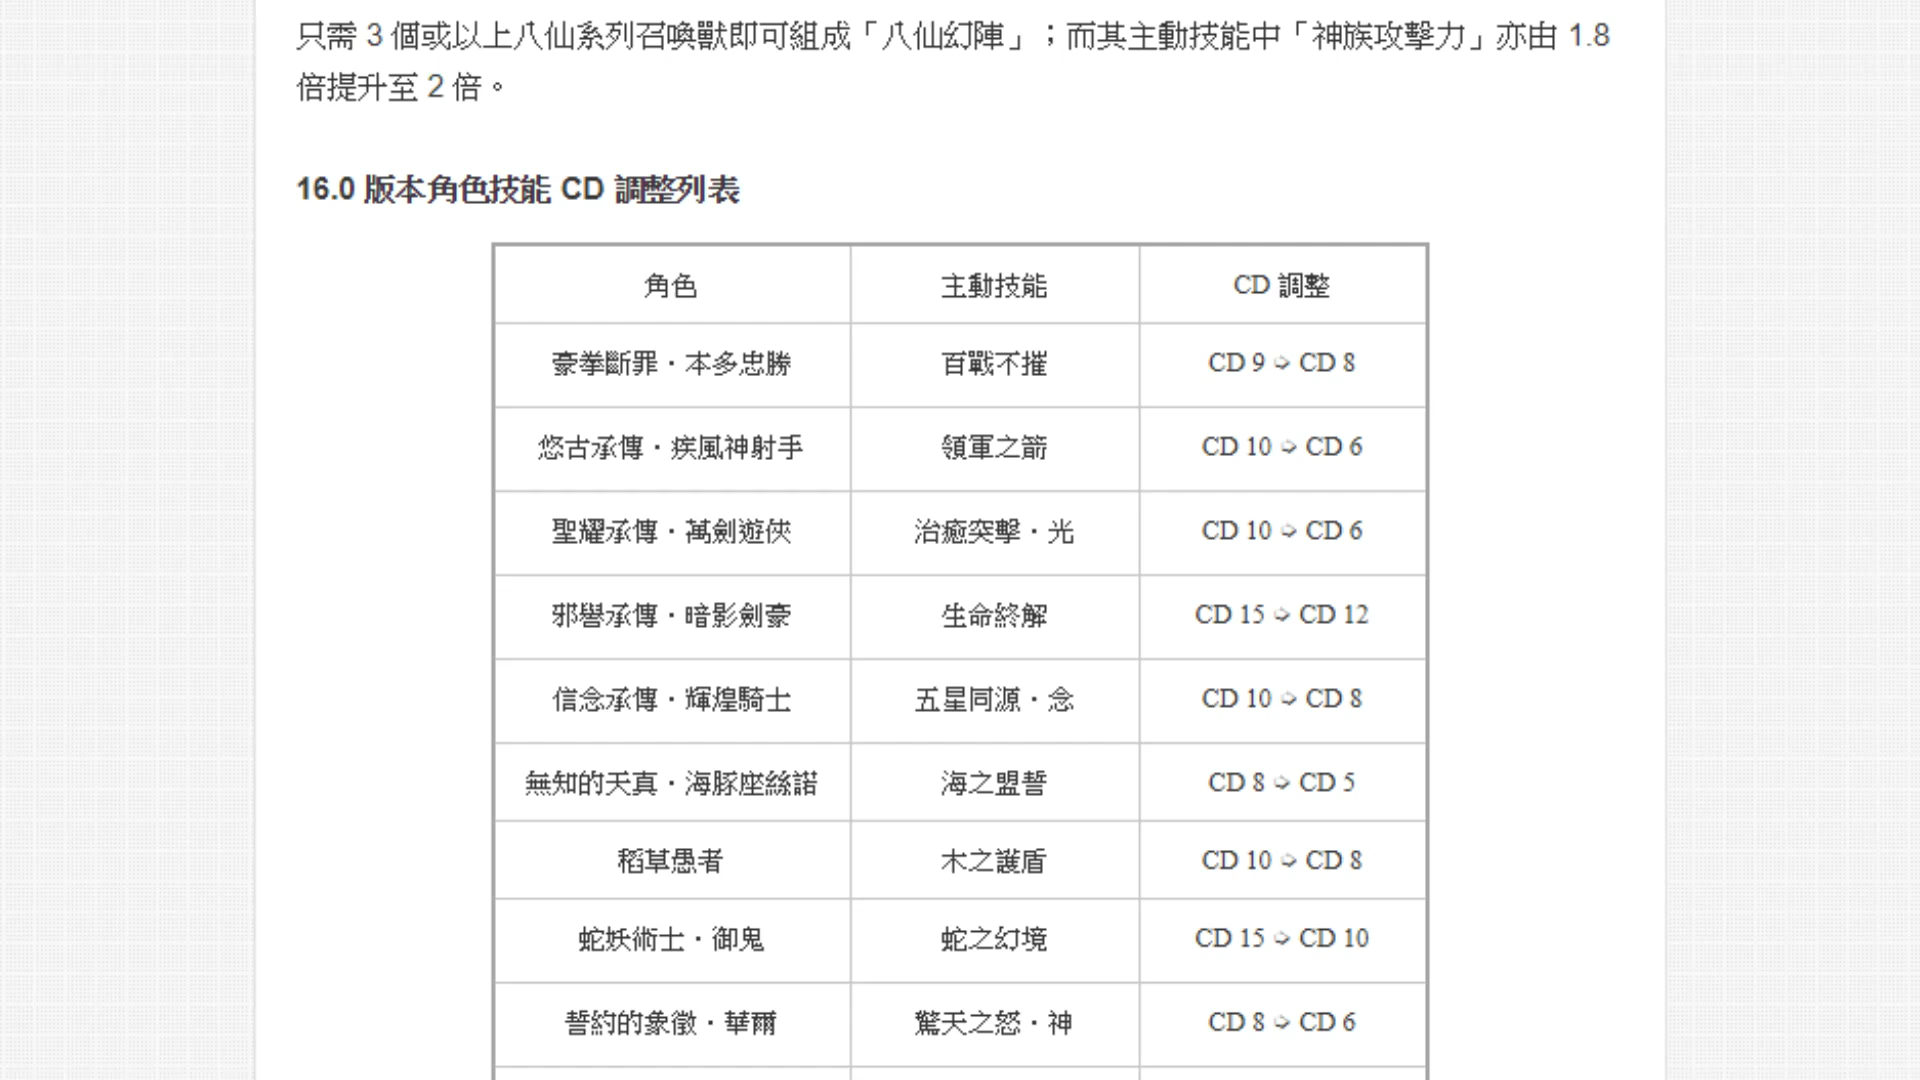 只需 3 個或以上八仙系列召喚獸即可組成「八仙幻陣」；而其主動技能中「神族攻擊力」亦由 1.8
倍提升至 2 倍。
16.0 版本角色技能 CD 調整列表
角色 主動技能 CD 調整
豪拳斷罪．本多忠勝 百戰不摧 CD 9 ➩ CD 8
悠古承傳．疾風神射手 領軍之箭 CD 10 ➩ CD 6
聖耀承傳．萬劍遊俠 治癒突擊．光 CD 10 ➩ CD 6
邪譽承傳．暗影劍豪 生命終解 CD 15 ➩ CD 12
信念承傳．輝煌騎士 五星同源．念 CD 10 ➩ CD 8
無知的天真．海豚座絲諾 海之盟誓 CD 8 ➩ CD 5
稻草愚者 木之護盾 CD 10 ➩ CD 8
蛇妖術士．御鬼 蛇之幻境 CD 15 ➩ CD 10
誓約的象徵．華爾 驚天之怒．神 CD 8 ➩ CD 6